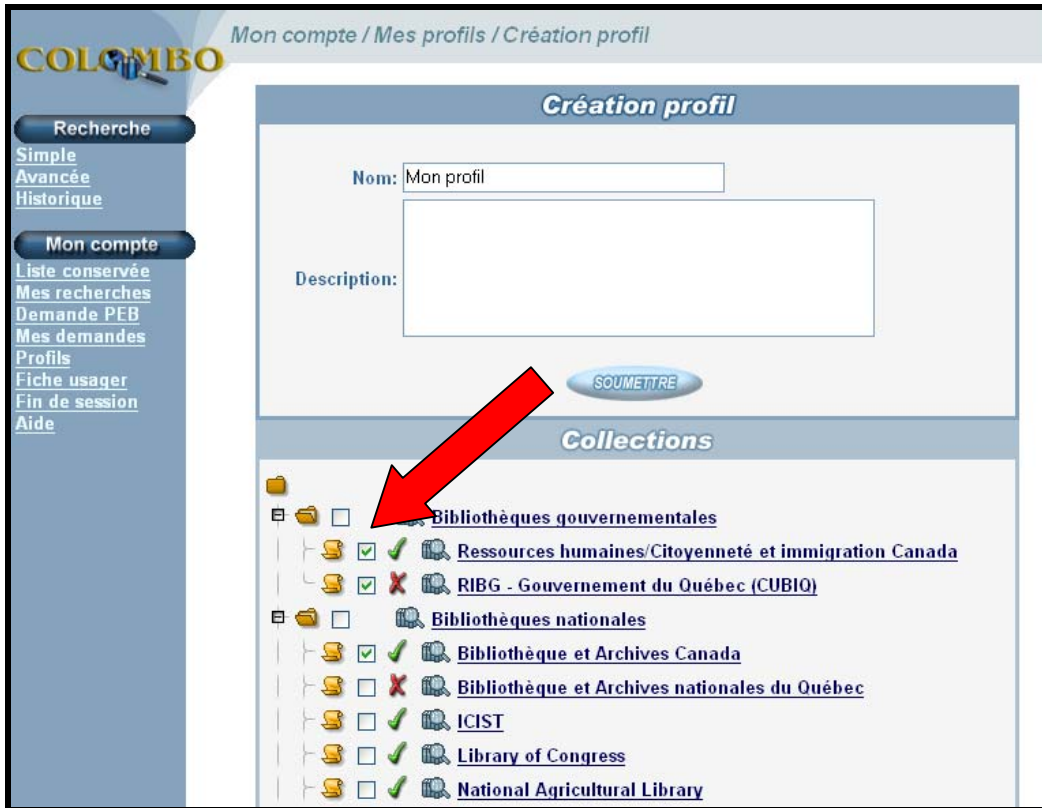 COLOMBO
Mon compte / Mes profils / Création profil
Recherche
Simple
Avancée
Historique
Mon compte
Liste conservée
Mes recherches
Demande PEB
Mes demandes
Profils
Fiche usager
Fin de session
Aide
Création profil
Nom: Mon profil
Description:
SOUMETTRE
Collections
Bibliothèques gouvernementales
Ressources humaines/Citoyenneté et immigration Canada
RIBG - Gouvernement du Québec (CUBIQ)
Bibliothèques nationales
Bibliothèque et Archives Canada
Bibliothèque et Archives nationales du Québec
ICIST
Library of Congress
National Agricultural Library